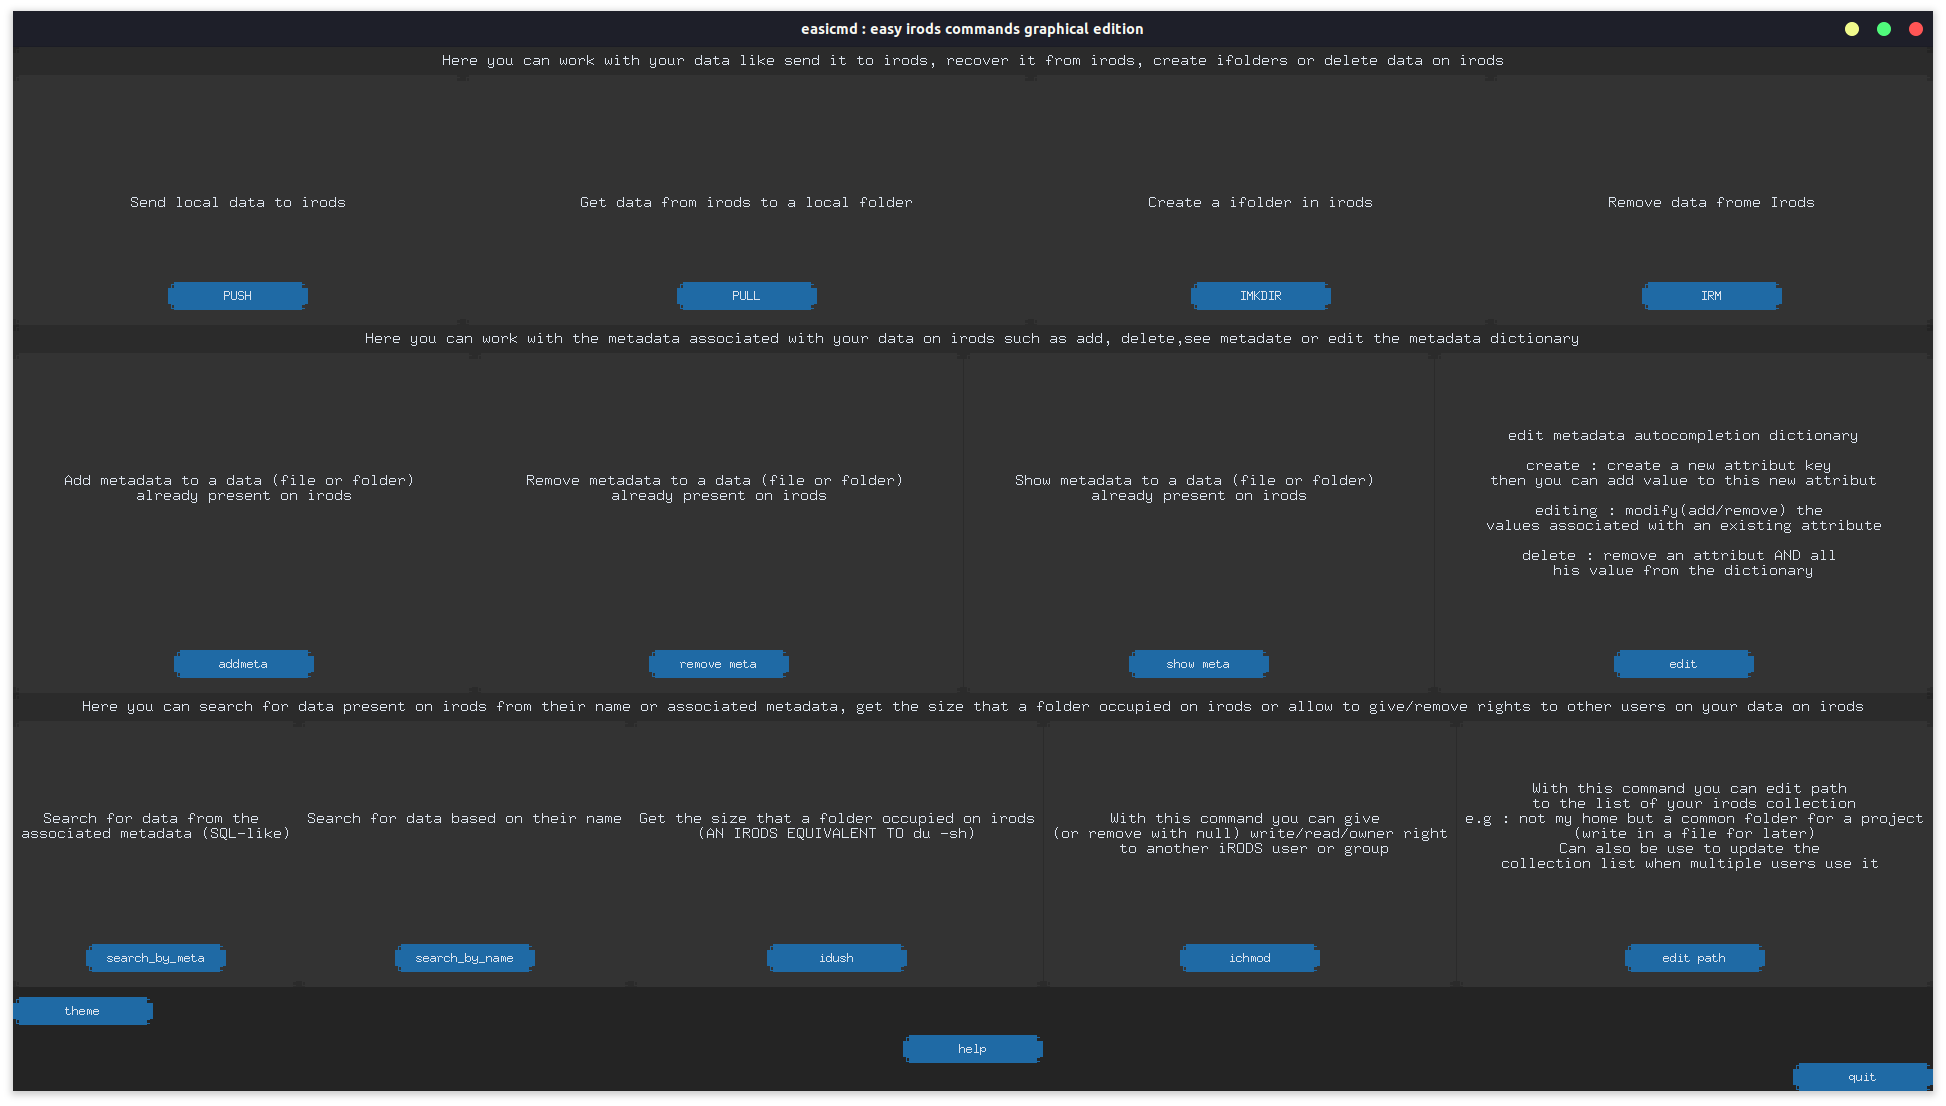 easicmd : easy irods commands graphical edition
Here you can work with your data like send it to irods, recover it from irods, create ifolders or delete data on irods
Send local data to irods
Get data from irods to a local folder
Create a ifolder in irods
Remove data frome Irods
PUSH
PULL
IMKDIR
IRM
Here you can work with the metadata associated with your data on irods such as add, delete,see metadate or edit the metadata dictionary
Add metadata to a data (file or folder)
already present on irods
Remove metadata to a data (file or folder)
already present on irods
Show metadata to a data (file or folder)
already present on irods
edit metadata autocompletion dictionary
create : create a new attribut key
then you can add value to this new attribut
editing : modify(add/remove) the
values associated with an existing attribute
delete : remove an attribut AND all
his value from the dictionary
addmeta
remove meta
show meta
edit
Here you can search for data present on irods from their name or associated metadata, get the size that a folder occupied on irods or allow to give/remove rights to other users on your data on irods
Search for data from the
associated metadata (SQL-like)
Search for data based on their name
Get the size that a folder occupied on irods
(AN IRODS EQUIVALENT TO du -sh)
With this command you can give
(or remove with null) write/read/owner right
to another iRODS user or group
With this command you can edit path
to the list of your irods collection
e.g : not my home but a common folder for a project
(write in a file for later)
Can also be use to update the
collection list when multiple users use it
search_by_meta
search_by_name
idush
ichmod
edit path
theme
help
quit